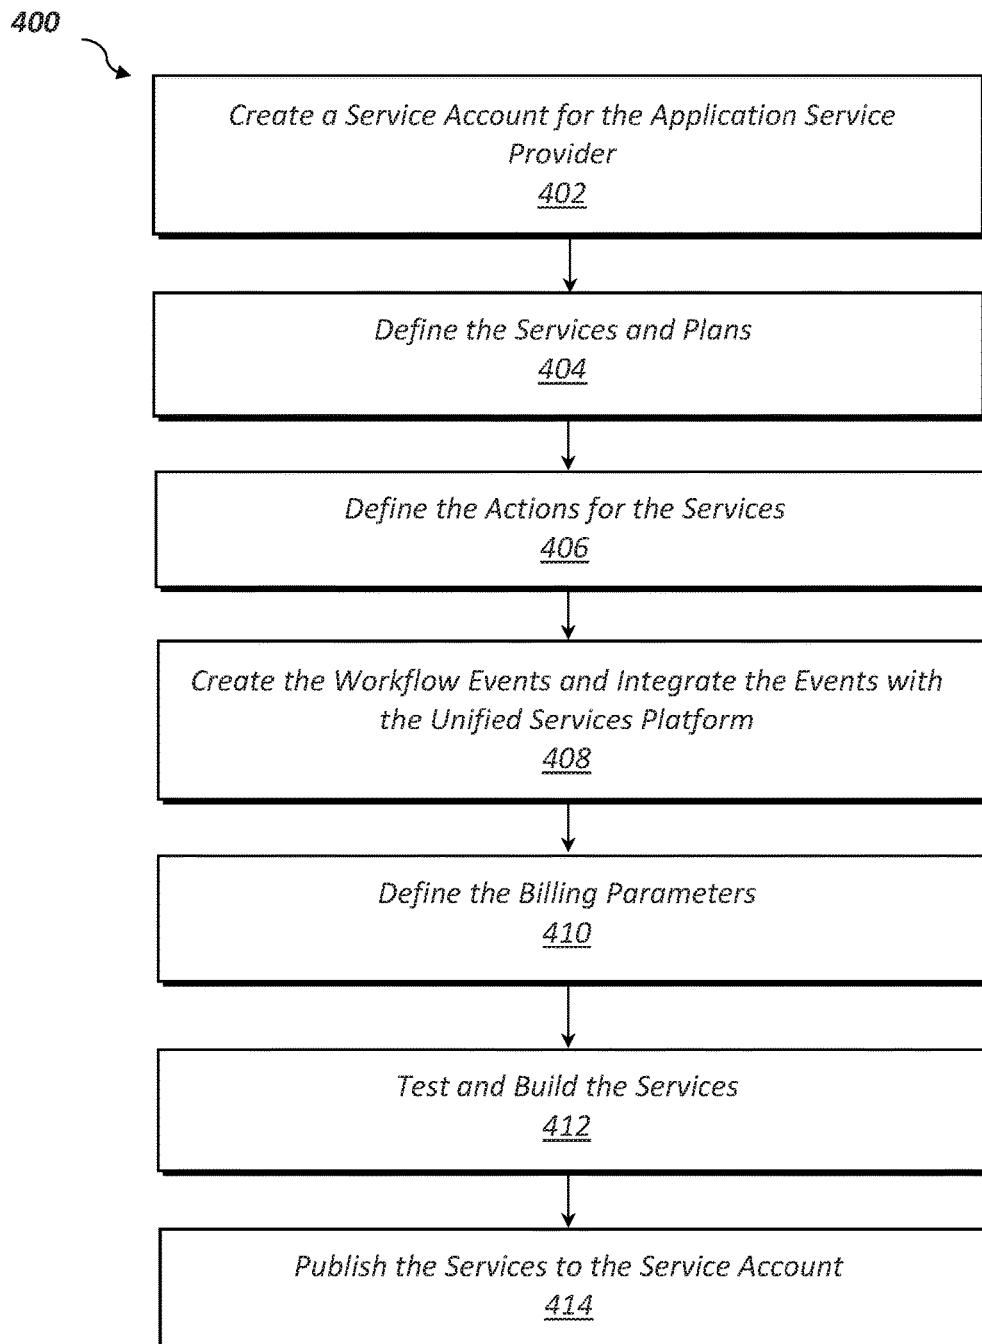 400
Create a Service Account for the Application Service
Provider
402
Define the Services and Plans
404
Define the Actions for the Services
406
Create the Workflow Events and Integrate the Events with
the Unified Services Platform
408
Define the Billing Parameters
410
Test and Build the Services
412
Publish the Services to the Service Account
414